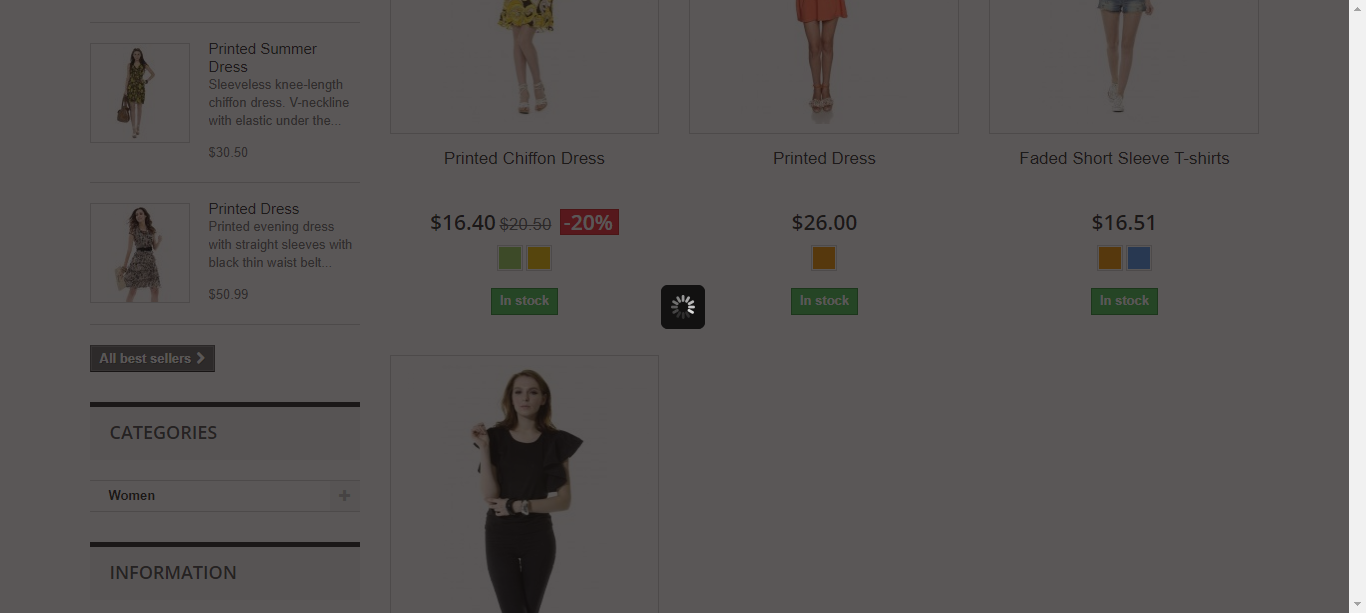 Printed Summer
Dress
Sleeveless knee-length
chiffon dress. V-neckline
with elastic under the...
$30.50
Printed Dress
Printed evening dress
with straight sleeves with
black thin waist belt...
$50.99
All best sellers
CATEGORIES
Women
INFORMATION
Printed Chiffon Dress
$16.40 $20.50 -20%
In stock
Printed Dress
$26.00
In stock
Faded Short Sleeve T-shirts
$16.51
In stock